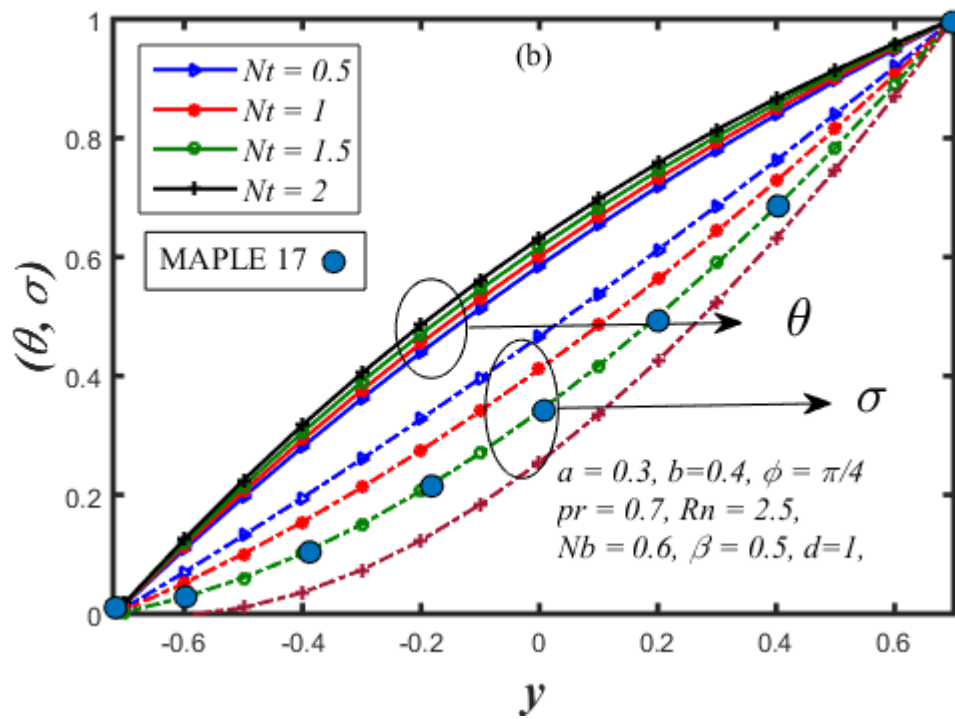 (b)
Nt = 0.5
Nt = 1
Nt = 1.5
Nt = 2
MAPLE 17
θ
σ
a = 0.3, b=0.4, ϕ = π/4
pr = 0.7, Rn = 2.5,
Nb = 0.6, β = 0.5, d=1,
(θ, σ)
1
0.8
0.6
0.4
0.2
0
-0.6 -0.4 -0.2 0 0.2 0.4 0.6
y